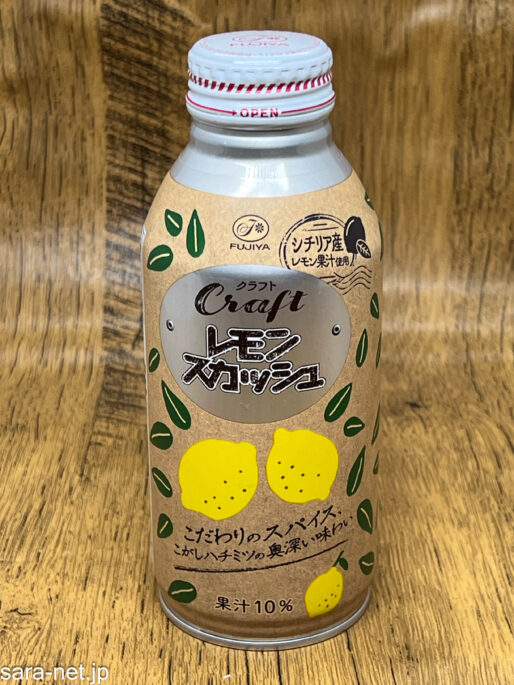 FUJIYA
OPEN
FUJIYA
シチリア産
レモン果汁使用
クラフト
Craft
レモン
スカッシュ
こだわりのスパイス、
こがしハチミツの奥深い味わい
果汁10%
sara-net.jp